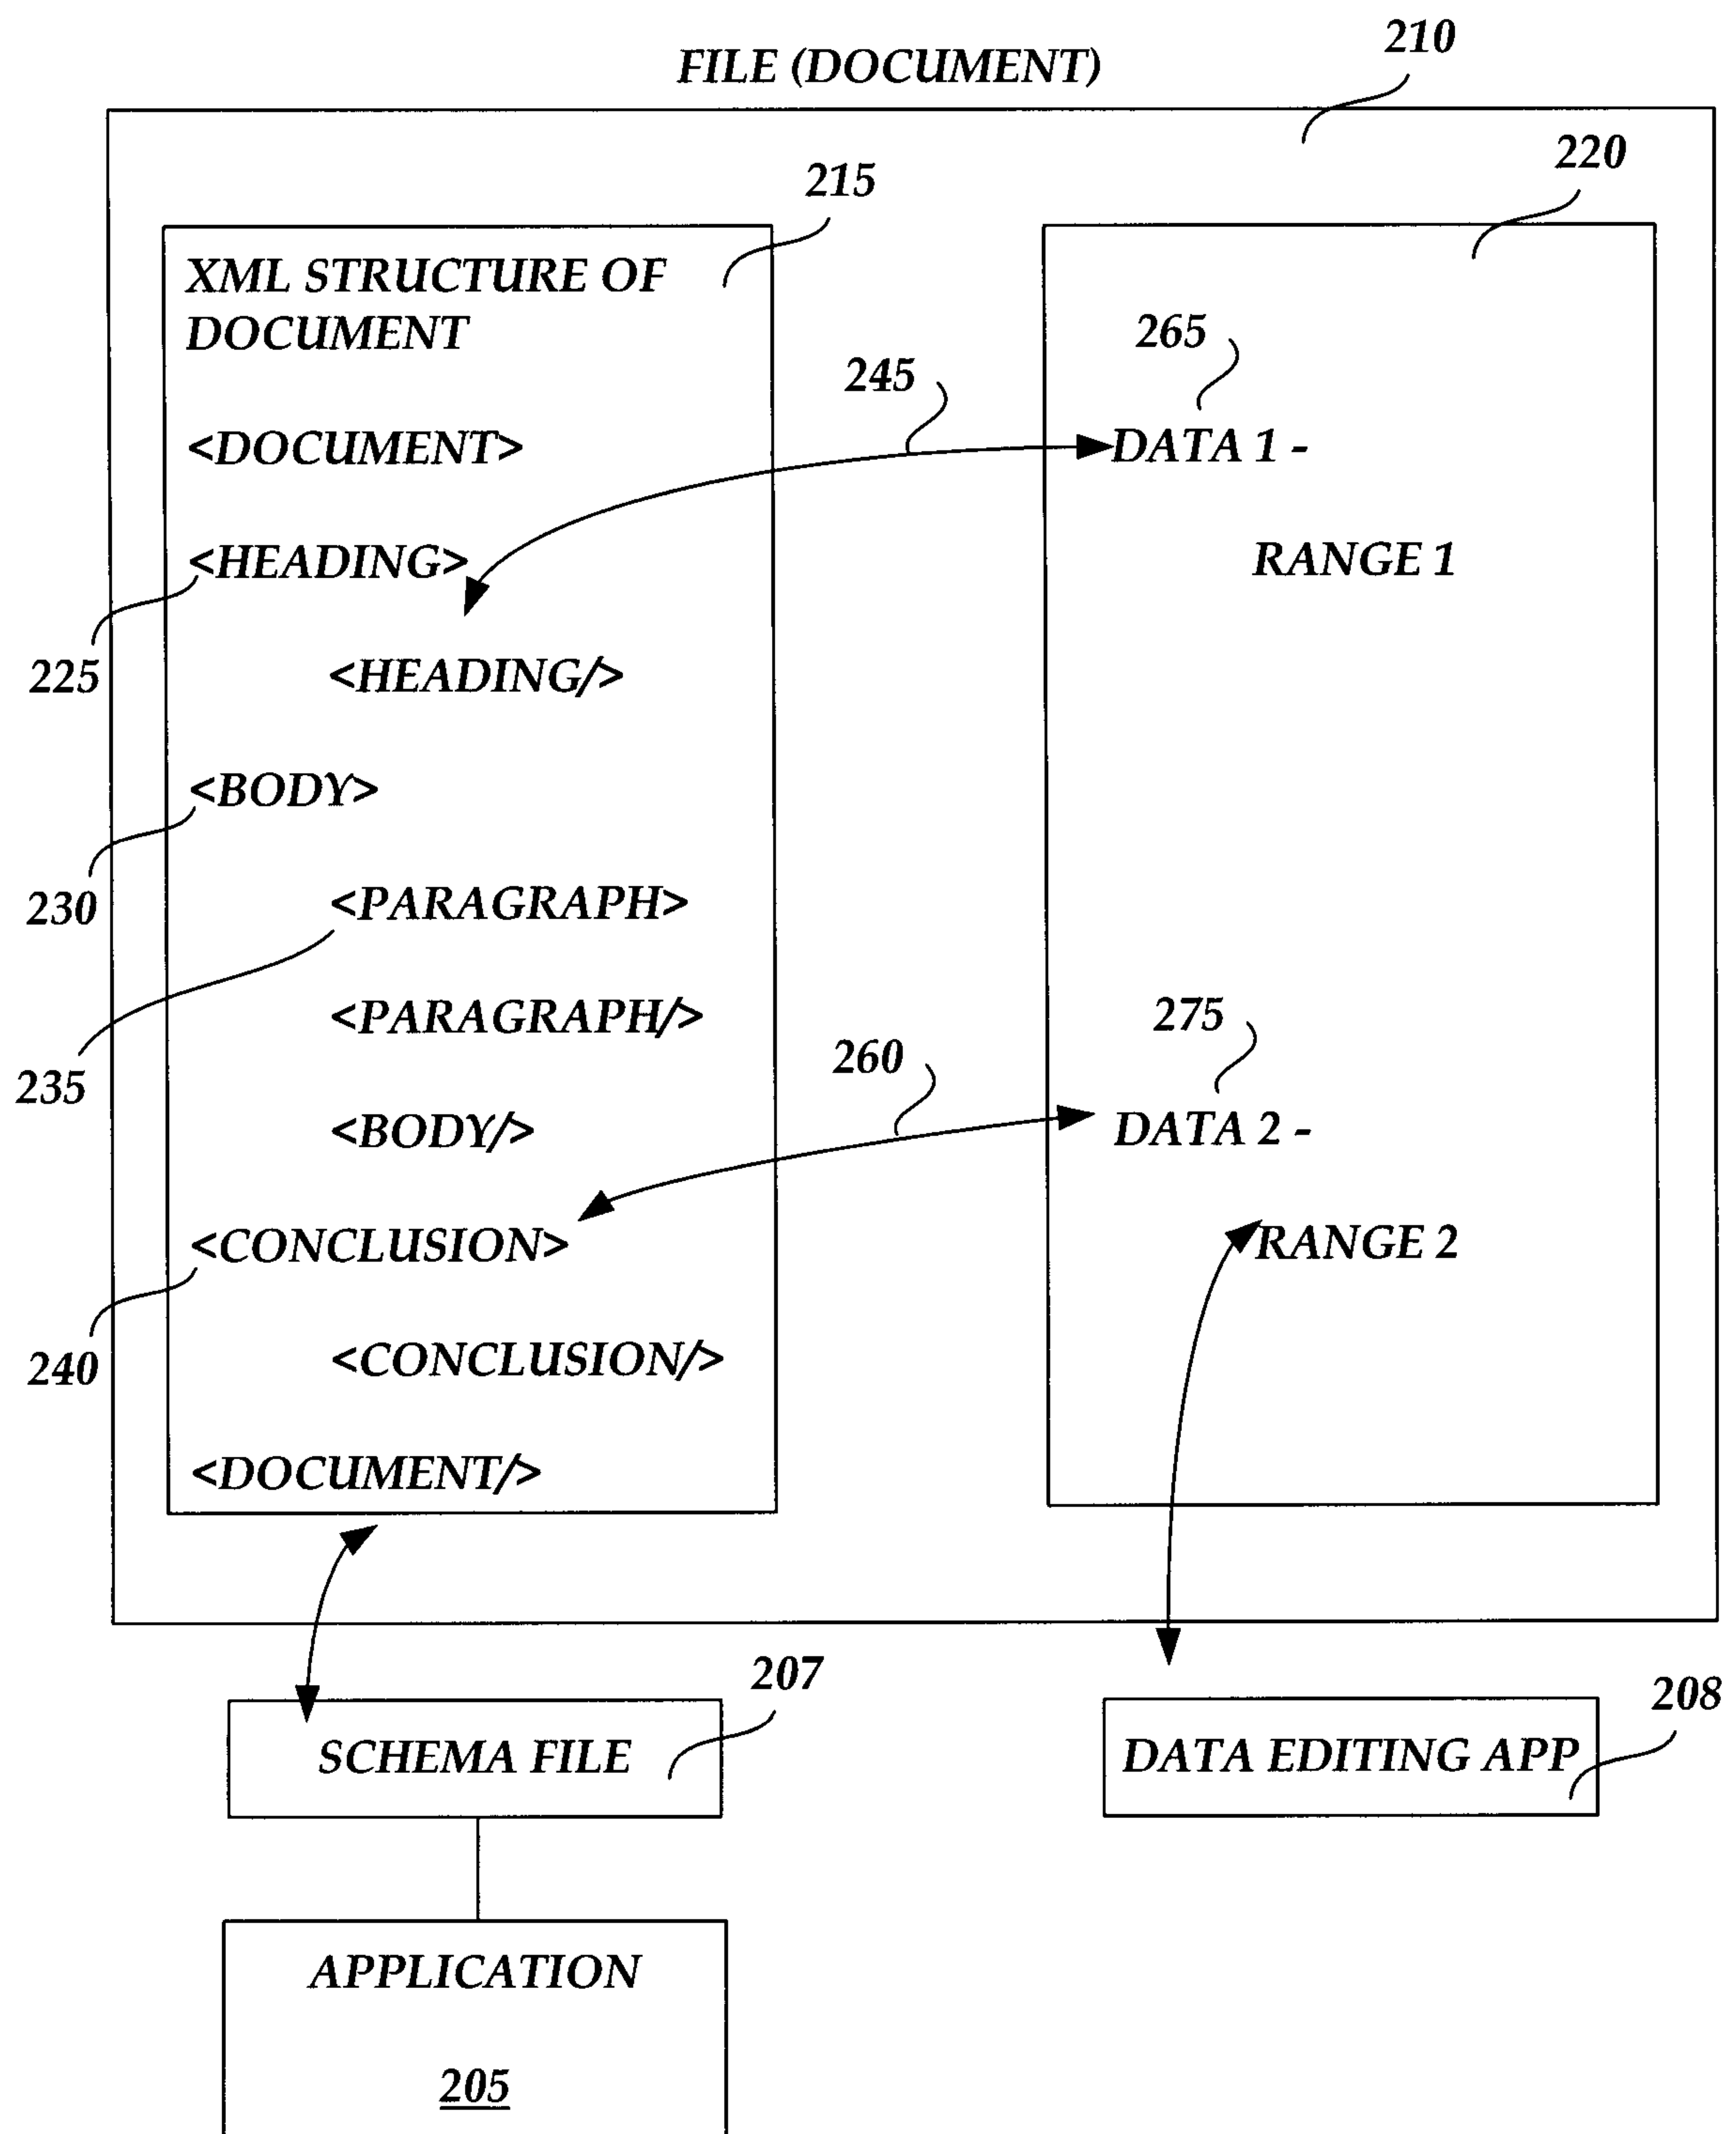 FILE (DOCUMENT)
210
220
215
XML STRUCTURE OF
DOCUMENT
265
245
<DOCUMENT>
DATA 1 -
<HEADING>
RANGE 1
225
<HEADING/>
<BODY>
230
<PARAGRAPH>
235
<PARAGRAPH/>
275
260
<BODY/>
DATA 2 -
<CONCLUSION>
RANGE 2
240
<CONCLUSION/>
<DOCUMENT/>
207
208
SCHEMA FILE
DATA EDITING APP
APPLICATION
205